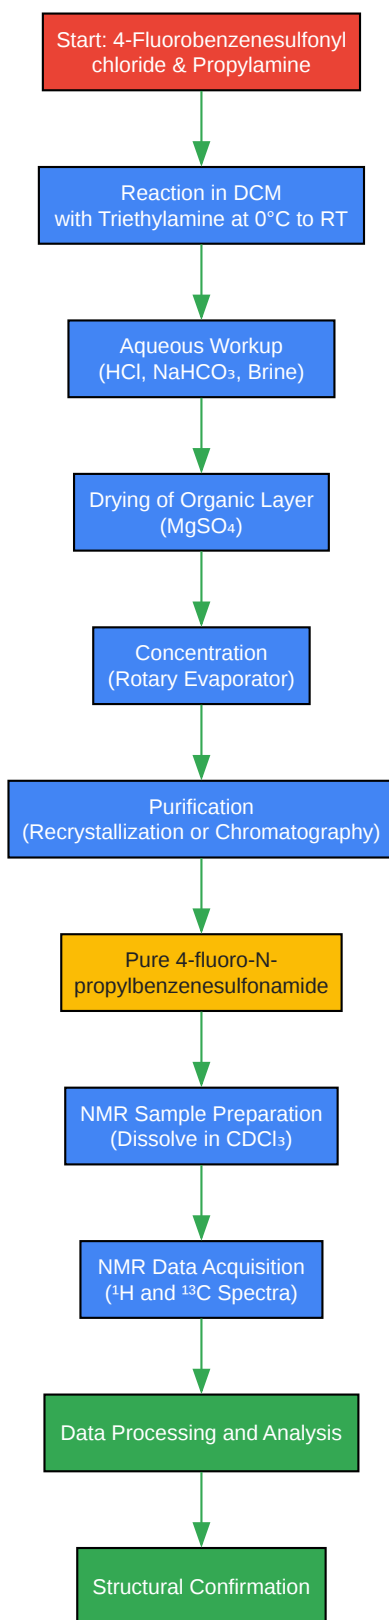 Start: 4-Fluorobenzenesulfonyl
chloride & Propylamine
Reaction in DCM
with Triethylamine at 0°C to RT
Aqueous Workup
(HCl, NaHCO₃, Brine)
Drying of Organic Layer
(MgSO₄)
Concentration
(Rotary Evaporator)
Purification
(Recrystallization or Chromatography)
Pure 4-fluoro-N-
propylbenzenesulfonamide
NMR Sample Preparation
(Dissolve in CDCl₃)
NMR Data Acquisition
(¹H and ¹³C Spectra)
Data Processing and Analysis
Structural Confirmation